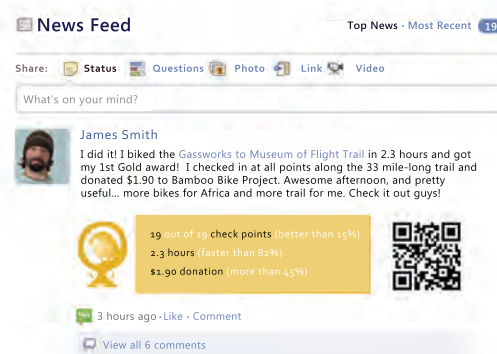 News Feed
Top News · Most Recent 19
Share: Status Questions Photo Link Video
What's on your mind?
James Smith
I did it! I biked the Gassworks to Museum of Flight Trail in 2.3 hours and got
my 1st Gold award! I checked in at all points along the 33 mile-long trail and
donated $1.90 to Bamboo Bike Project. Awesome afternoon, and pretty
useful... more bikes for Africa and more trail for me. Check it out guys!
19 out of 19 check points (better than 15%)
2.3 hours (faster than 82%)
$1.90 donation (more than 45%)
3 hours ago · Like · Comment
View all 6 comments